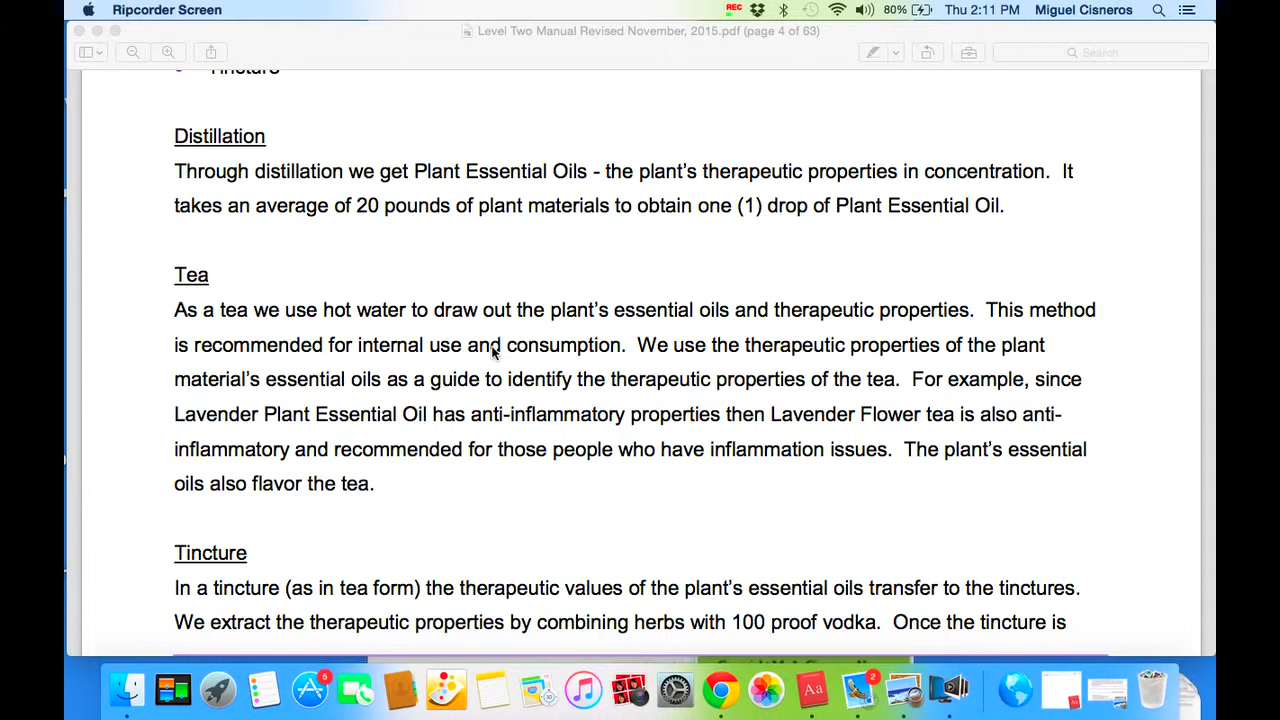 Ripcorder Screen
REC
80%
Thu 2:11 PM
Miguel Cisneros
Level Two Manual Revised November, 2015.pdf (page 4 of 63)
Search
Tincture
Distillation
Through distillation we get Plant Essential Oils - the plant's therapeutic properties in concentration. It
takes an average of 20 pounds of plant materials to obtain one (1) drop of Plant Essential Oil.
Tea
As a tea we use hot water to draw out the plant's essential oils and therapeutic properties. This method
is recommended for internal use and consumption. We use the therapeutic properties of the plant
material's essential oils as a guide to identify the therapeutic properties of the tea. For example, since
Lavender Plant Essential Oil has anti-inflammatory properties then Lavender Flower tea is also anti-
inflammatory and recommended for those people who have inflammation issues. The plant's essential
oils also flavor the tea.
Tincture
In a tincture (as in tea form) the therapeutic values of the plant's essential oils transfer to the tinctures.
We extract the therapeutic properties by combining herbs with 100 proof vodka. Once the tincture is
5
Aa
2